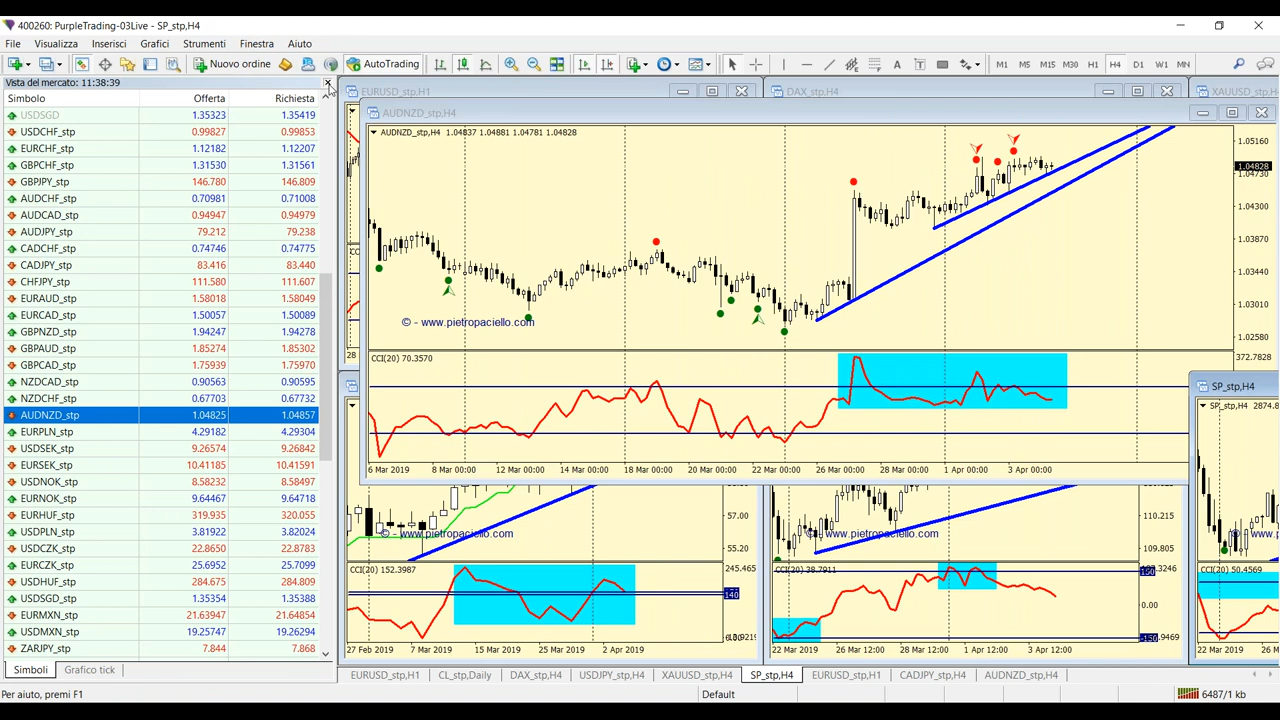 400260: PurpleTrading-03Live - SP_stp,H4
File Visualizza Inserisci Grafici Strumenti Finestra Aiuto
Nuovo ordine AutoTrading M1 M5 M15 M30 H1 H4 D1 W1 MN
Vista del mercato: 11:38:39
Simbolo Offerta Richiesta
USDSGD 1.35323 1.35419
USDCHF_stp 0.99827 0.99853
EURCHF_stp 1.12182 1.12207
GBPCHF_stp 1.31530 1.31561
GBPJPY_stp 146.780 146.809
AUDCHF_stp 0.70981 0.71008
AUDCAD_stp 0.94947 0.94979
AUDJPY_stp 79.212 79.238
CADCHF_stp 0.74746 0.74775
CADJPY_stp 83.416 83.440
CHFJPY_stp 111.580 111.607
EURAUD_stp 1.58018 1.58049
EURCAD_stp 1.50057 1.50089
GBPNZD_stp 1.94247 1.94278
GBPAUD_stp 1.85274 1.85302
GBPCAD_stp 1.75939 1.75970
NZDCAD_stp 0.90563 0.90595
NZDCHF_stp 0.67703 0.67732
AUDNZD_stp 1.04825 1.04857
EURPLN_stp 4.29182 4.29304
USDSEK_stp 9.26574 9.26842
EURSEK_stp 10.41185 10.41591
USDNOK_stp 8.58232 8.58497
EURNOK_stp 9.64467 9.64718
EURHUF_stp 319.935 320.055
USDPLN_stp 3.81922 3.82024
USDCZK_stp 22.8650 22.8783
EURCZK_stp 25.6952 25.7098
USDHUF_stp 284.675 284.809
USDSGD_stp 1.35354 1.35388
EURMXN_stp 21.63947 21.64854
USDMXN_stp 19.25747 19.26294
ZARJPY_stp 7.844 7.868
Simboli Grafico tick
EURUSD_stp,H1
DAX_stp,H4
XAUUSD_stp
AUDNZD_stp,H4
AUDNZD_stp,H4 1.04837 1.04881 1.04781 1.04828
1.05160
1.04828
1.04730
1.04300
1.03870
1.03440
1.03010
1.02580
© - www.pietropaciello.com
CCI(20) 70.3570
372.7828
6 Mar 2019 8 Mar 00:00 12 Mar 00:00 14 Mar 00:00 18 Mar 00:00 20 Mar 00:00 22 Mar 00:00 26 Mar 00:00 28 Mar 00:00 1 Apr 00:00 3 Apr 00:00
28
57.00
55.20
© - www.pietropaciello.com
CCI(20) 152.3987
245.465
140
27 Feb 2019 7 Mar 2019 15 Mar 2019 25 Mar 2019 2 Apr 2019
110.215
109.805
- www.pietropaciello.com
CCI(20) 38.7911
0.00
22 Mar 2019 26 Mar 12:00 28 Mar 12:00 1 Apr 12:00 3 Apr 12:00
SP_stp,H4
SP_stp,H4 2874.8
- www.p
CCI(20) 50.4569
22 Mar 2019 26 M
EURUSD_stp,H1 CL_stp,Daily DAX_stp,H4 USDJPY_stp,H4 XAUUSD_stp,H4 SP_stp,H4 EURUSD_stp,H1 CADJPY_stp,H4 AUDNZD_stp,H4
Per aiuto, premi F1 Default 6487/1 kb